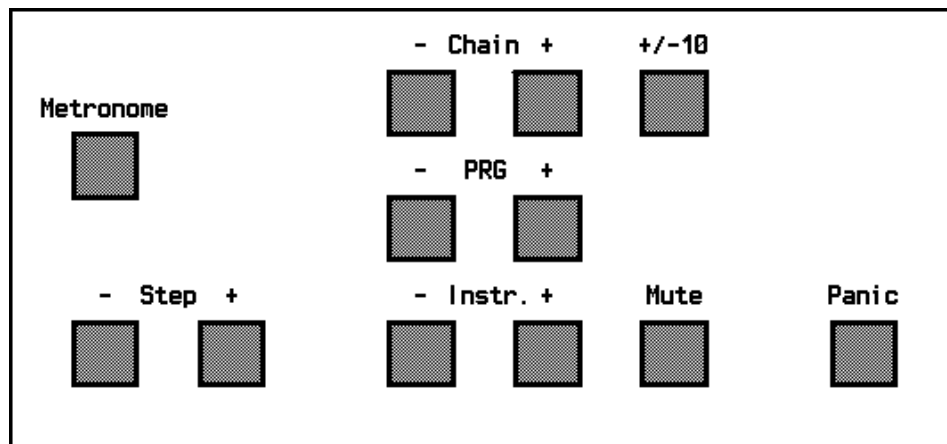 - Chain + +/-10
Metronome
- PRG +
- Step + - Instr. + Mute Panic